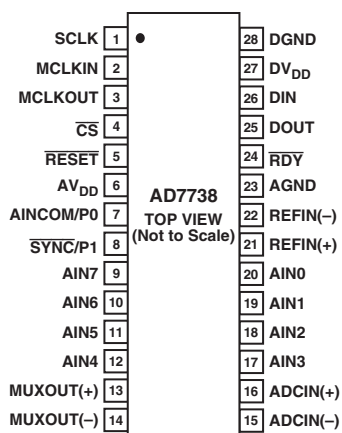 SCLK 1 28 DGND
MCLKIN 2 27 DVDD
MCLKOUT 3 26 DIN
CS 4 25 DOUT
RESET 5 24 RDY
AVDD 6 23 AGND
AINCOM/P0 7 22 REFIN(–)
SYNC/P1 8 21 REFIN(+)
AIN7 9 20 AIN0
AIN6 10 19 AIN1
AIN5 11 18 AIN2
AIN4 12 17 AIN3
MUXOUT(+) 13 16 ADCIN(+)
MUXOUT(–) 14 15 ADCIN(–)
AD7738
TOP VIEW
(Not to Scale)